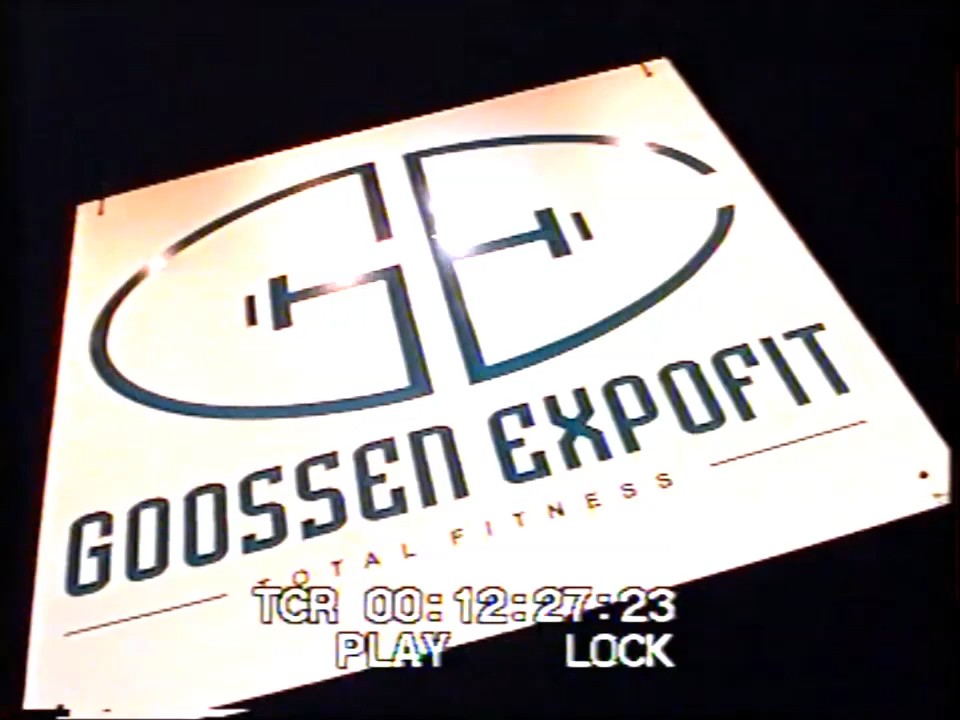 GOOSSEN EXPOFIT
TOTAL FITNESS
TCR 00:12:27:23
PLAY LOCK